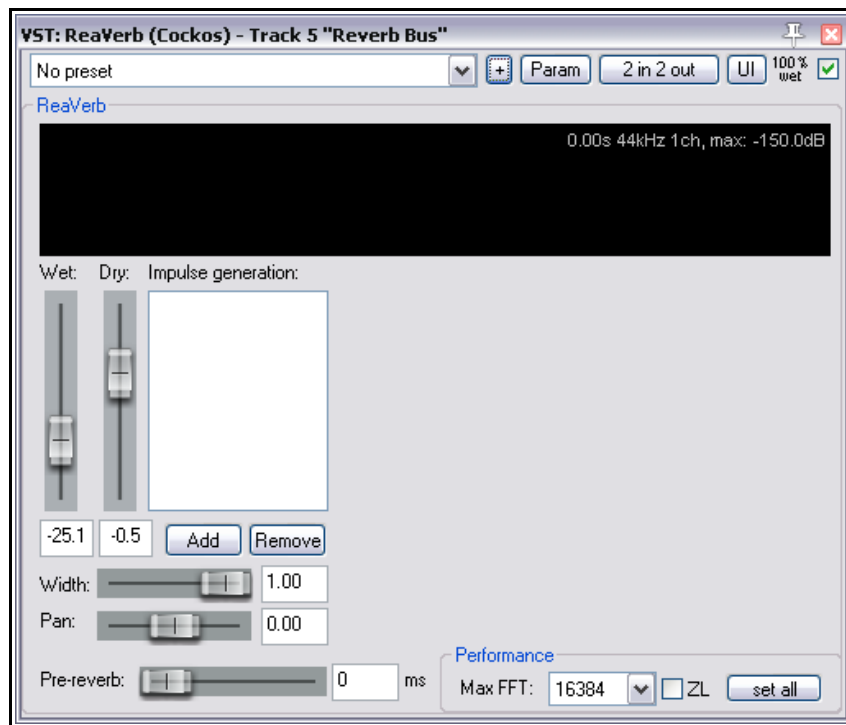 VST: ReaVerb (Cockos) - Track 5 "Reverb Bus"
No preset + Param 2 in 2 out UI 100 % wet
ReaVerb
0.00s 44kHz 1ch, max: -150.0dB
Wet: Dry: Impulse generation:
-25.1 -0.5 Add Remove
Width: 1.00
Pan: 0.00
Pre-reverb: 0 ms
Performance
Max FFT: 16384 ZL set all